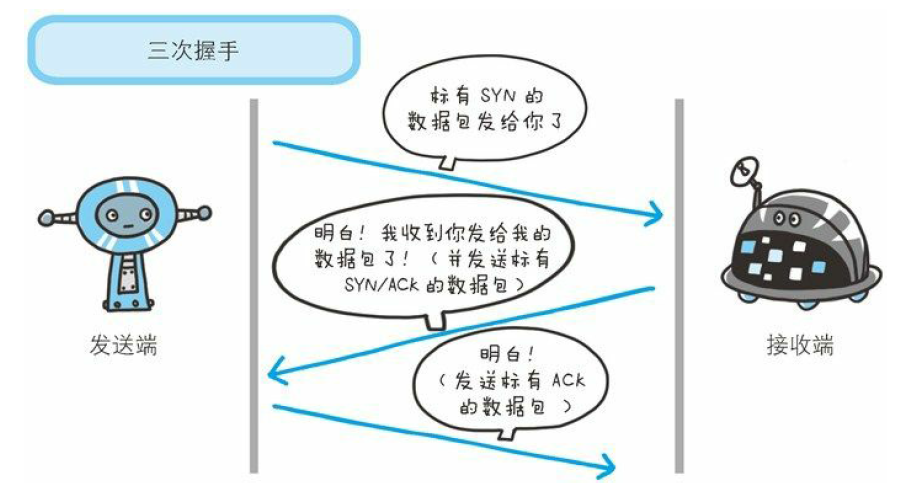 三次握手
标有 SYN 的
数据包发给你了
明白！我收到你发给我的
数据包了！（并发送标有
SYN/ACK 的数据包）
发送端
接收端
明白！
（发送标有 ACK
的数据包）